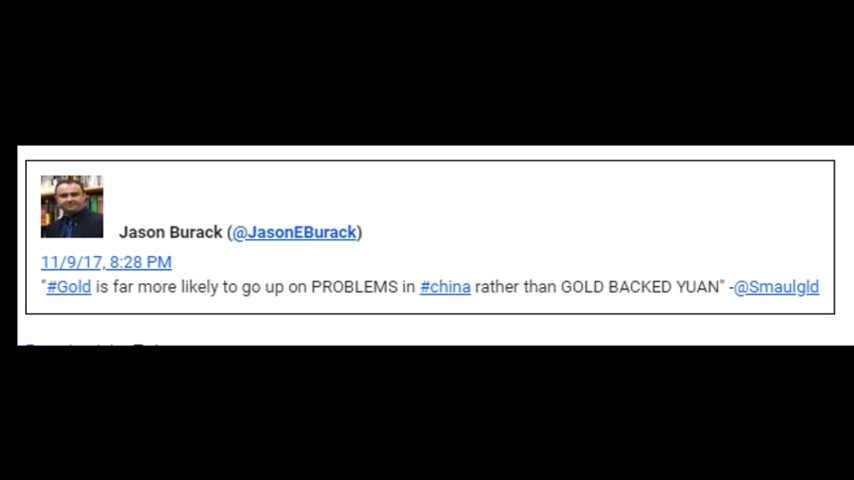 Jason Burack (@JasonEBurack)
11/9/17, 8:28 PM
"#Gold is far more likely to go up on PROBLEMS in #china rather than GOLD BACKED YUAN" -@Smaulgld